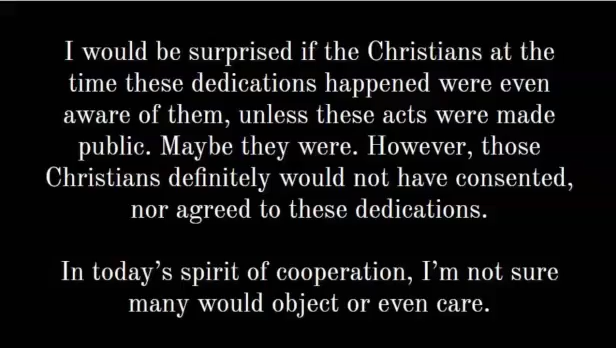 I would be surprised if the Christians at the
time these dedications happened were even
aware of them, unless these acts were made
public. Maybe they were. However, those
Christians definitely would not have consented,
nor agreed to these dedications.
In today’s spirit of cooperation, I’m not sure
many would object or even care.